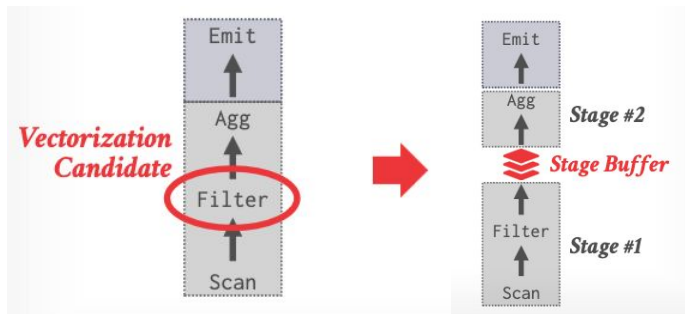 Emit
Agg
Vectorization
Candidate
Filter
Scan
Emit
Agg
Stage #2
Stage Buffer
Filter
Stage #1
Scan